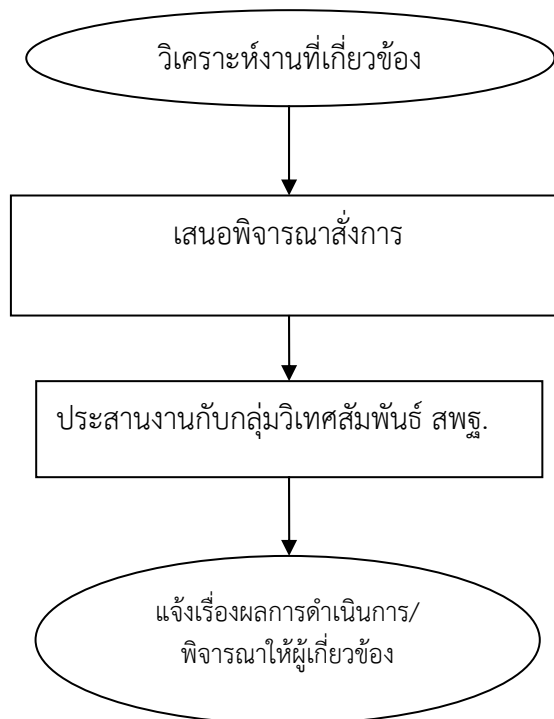 วิเคราะห์งานที่เกี่ยวข้อง
เสนอพิจารณาสั่งการ
ประสานงานกับกลุ่มวิเทศสัมพันธ์ สพฐ.
แจ้งเรื่องผลการดำเนินการ/
พิจารณาให้ผู้เกี่ยวข้อง